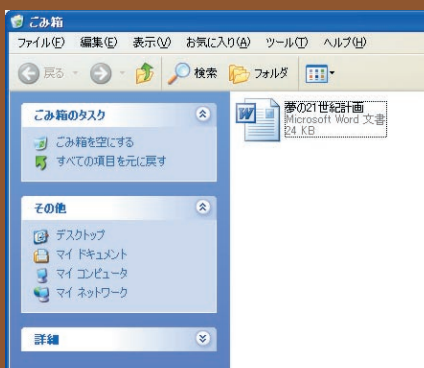 ごみ箱
ファイル(F) 編集(E) 表示(V) お気に入り(A) ツール(T) ヘルプ(H)
戻る 検索 フォルダ
ごみ箱のタスク
ごみ箱を空にする
すべての項目を元に戻す
その他
デスクトップ
マイ ドキュメント
マイ コンピュータ
マイ ネットワーク
詳細
夢の21世紀計画
Microsoft Word 文書
24 KB